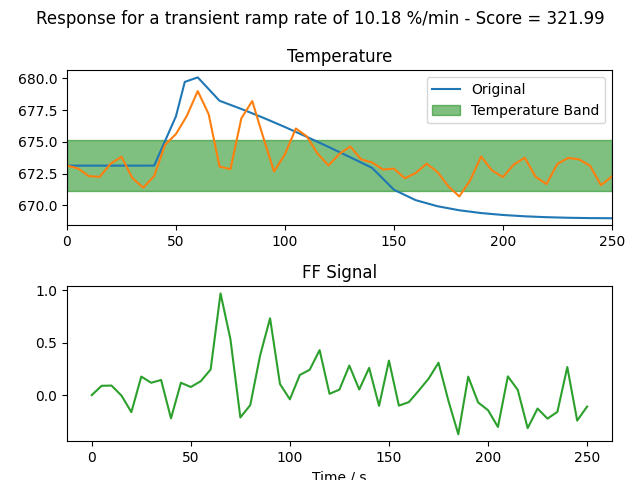 Response for a transient ramp rate of 10.18 %/min - Score = 321.99
Temperature
680.0
677.5
675.0
672.5
670.0
Original
Temperature Band
0 50 100 150 200 250
FF Signal
1.0
0.5
0.0
0 50 100 150 200 250
Time / s